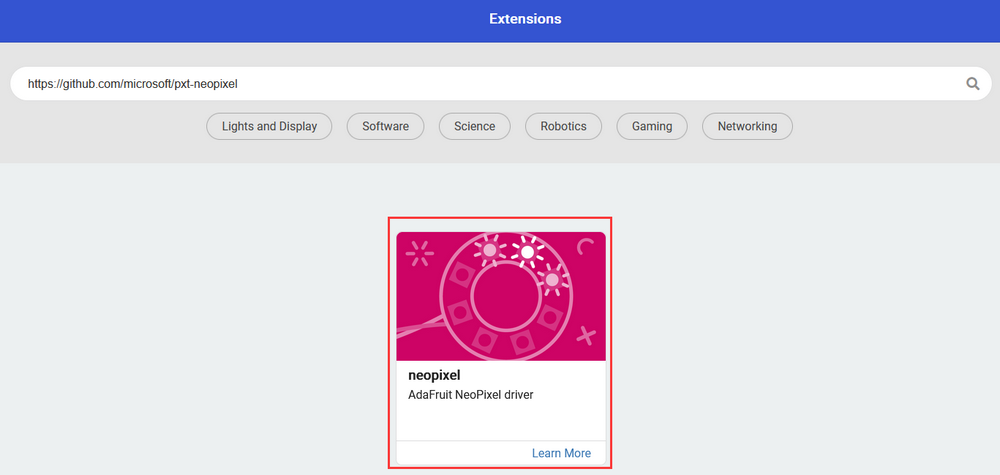 Extensions
https://github.com/microsoft/pxt-neopixel
Lights and Display Software Science Robotics Gaming Networking
neopixel
AdaFruit NeoPixel driver
Learn More